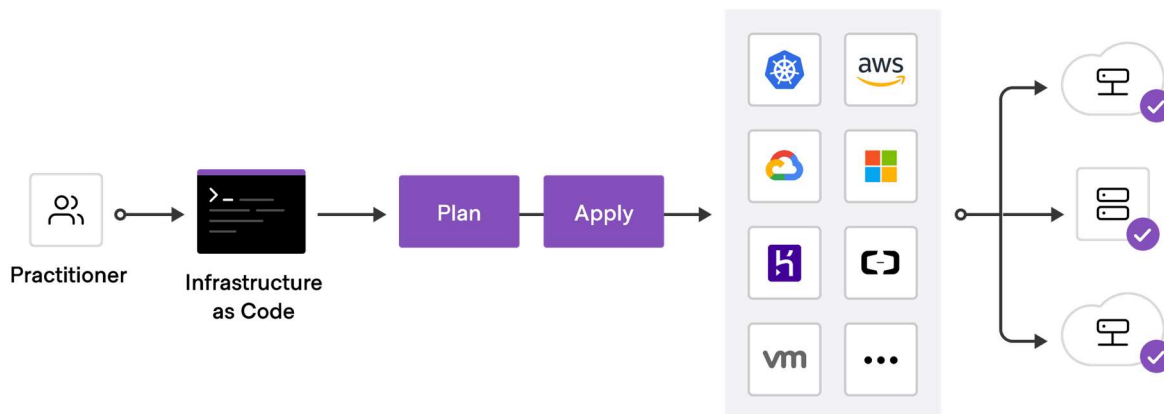 Practitioner
>_
Infrastructure
as Code
Plan
Apply
aws
vm